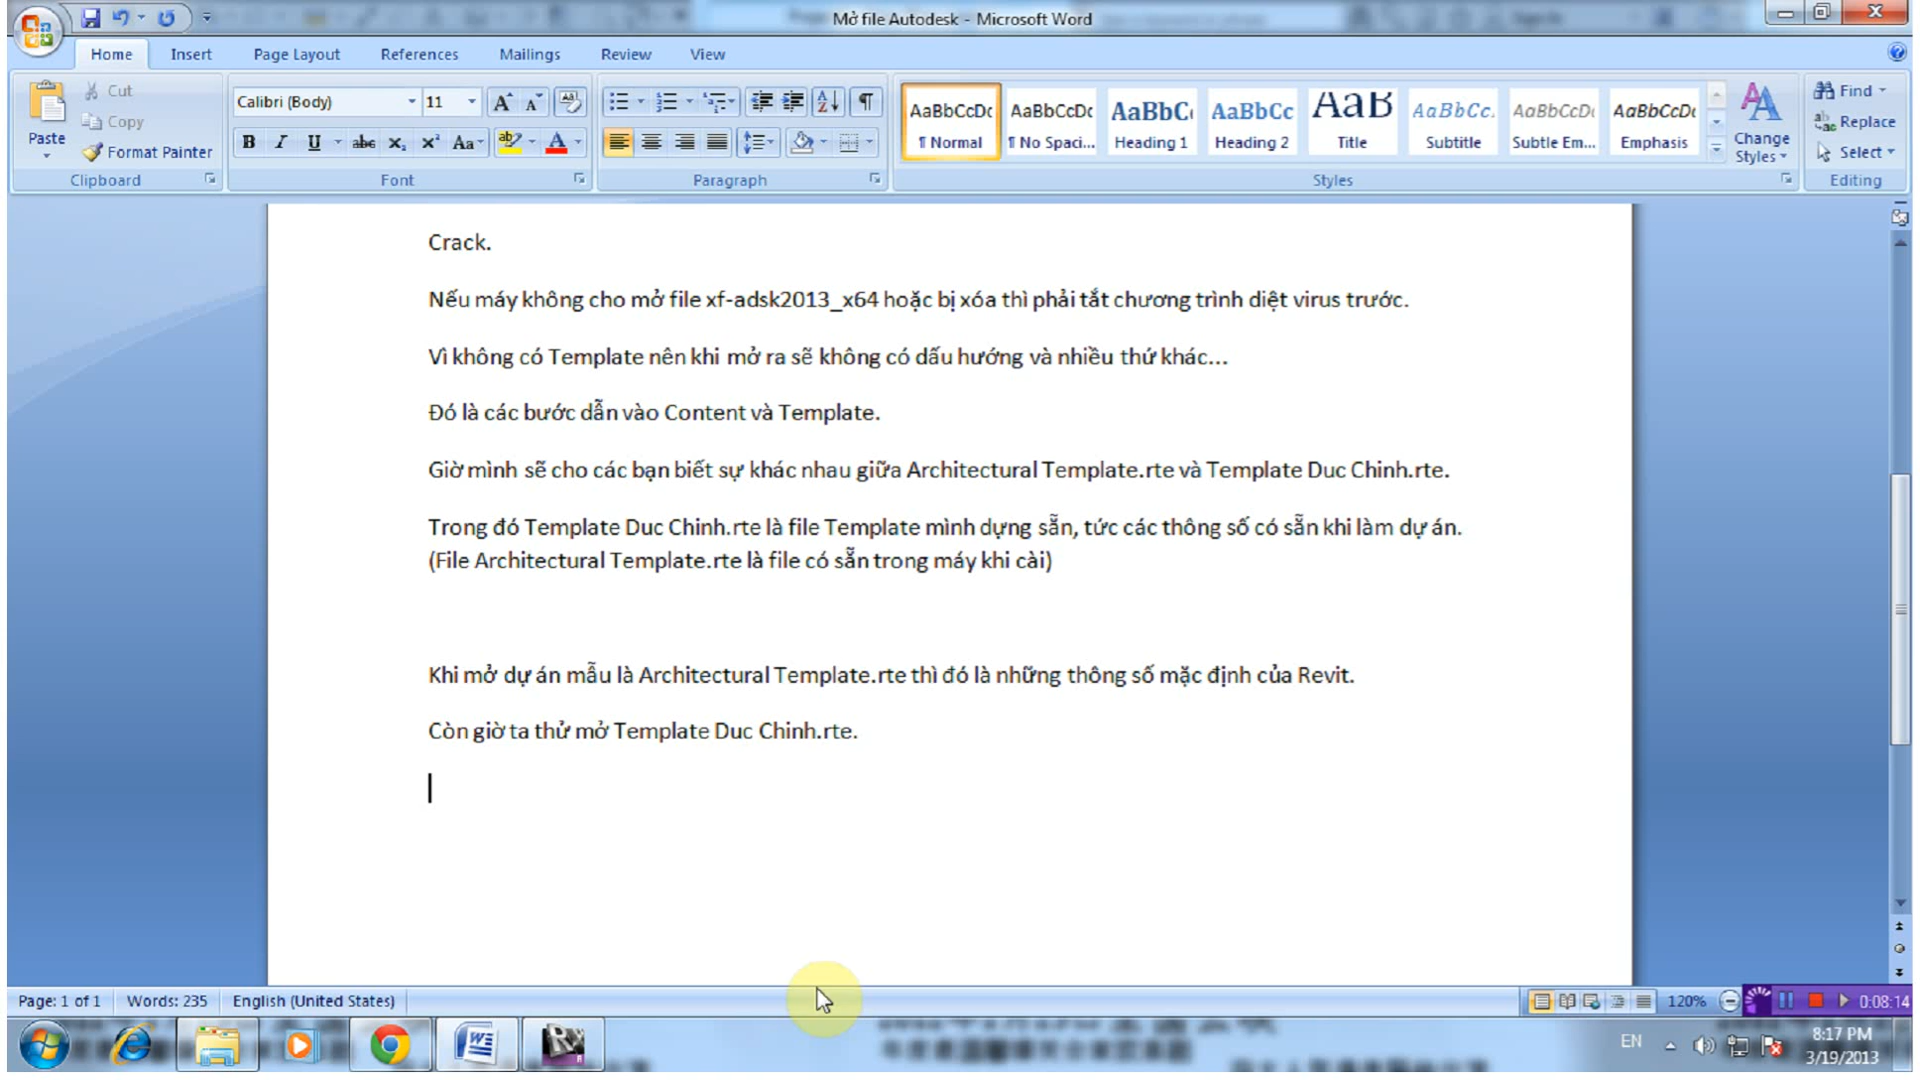 Mở file Autodesk - Microsoft Word
Home Insert Page Layout References Mailings Review View
Paste
Cut
Copy
Format Painter
Clipboard
Calibri (Body) 11
Font
Paragraph
AaBbCcDc AaBbCcDc AaBbC AaBbCc AaB AaBbCc. AaBbCcDc AaBbCcDc
¶ Normal ¶ No Spaci... Heading 1 Heading 2 Title Subtitle Subtle Em... Emphasis
Styles
Change Styles
Find
Replace
Select
Editing
Crack.
Nếu máy không cho mở file xf-adsk2013_x64 hoặc bị xóa thì phải tắt chương trình diệt virus trước.
Vì không có Template nên khi mở ra sẽ không có dấu hướng và nhiều thứ khác...
Đó là các bước dẫn vào Content và Template.
Giờ mình sẽ cho các bạn biết sự khác nhau giữa Architectural Template.rte và Template Duc Chinh.rte.
Trong đó Template Duc Chinh.rte là file Template mình dựng sẵn, tức các thông số có sẵn khi làm dự án.
(File Architectural Template.rte là file có sẵn trong máy khi cài)
Khi mở dự án mẫu là Architectural Template.rte thì đó là những thông số mặc định của Revit.
Còn giờ ta thử mở Template Duc Chinh.rte.
Page: 1 of 1 Words: 235 English (United States) 120% 0:08:14
EN 8:17 PM
3/19/2013